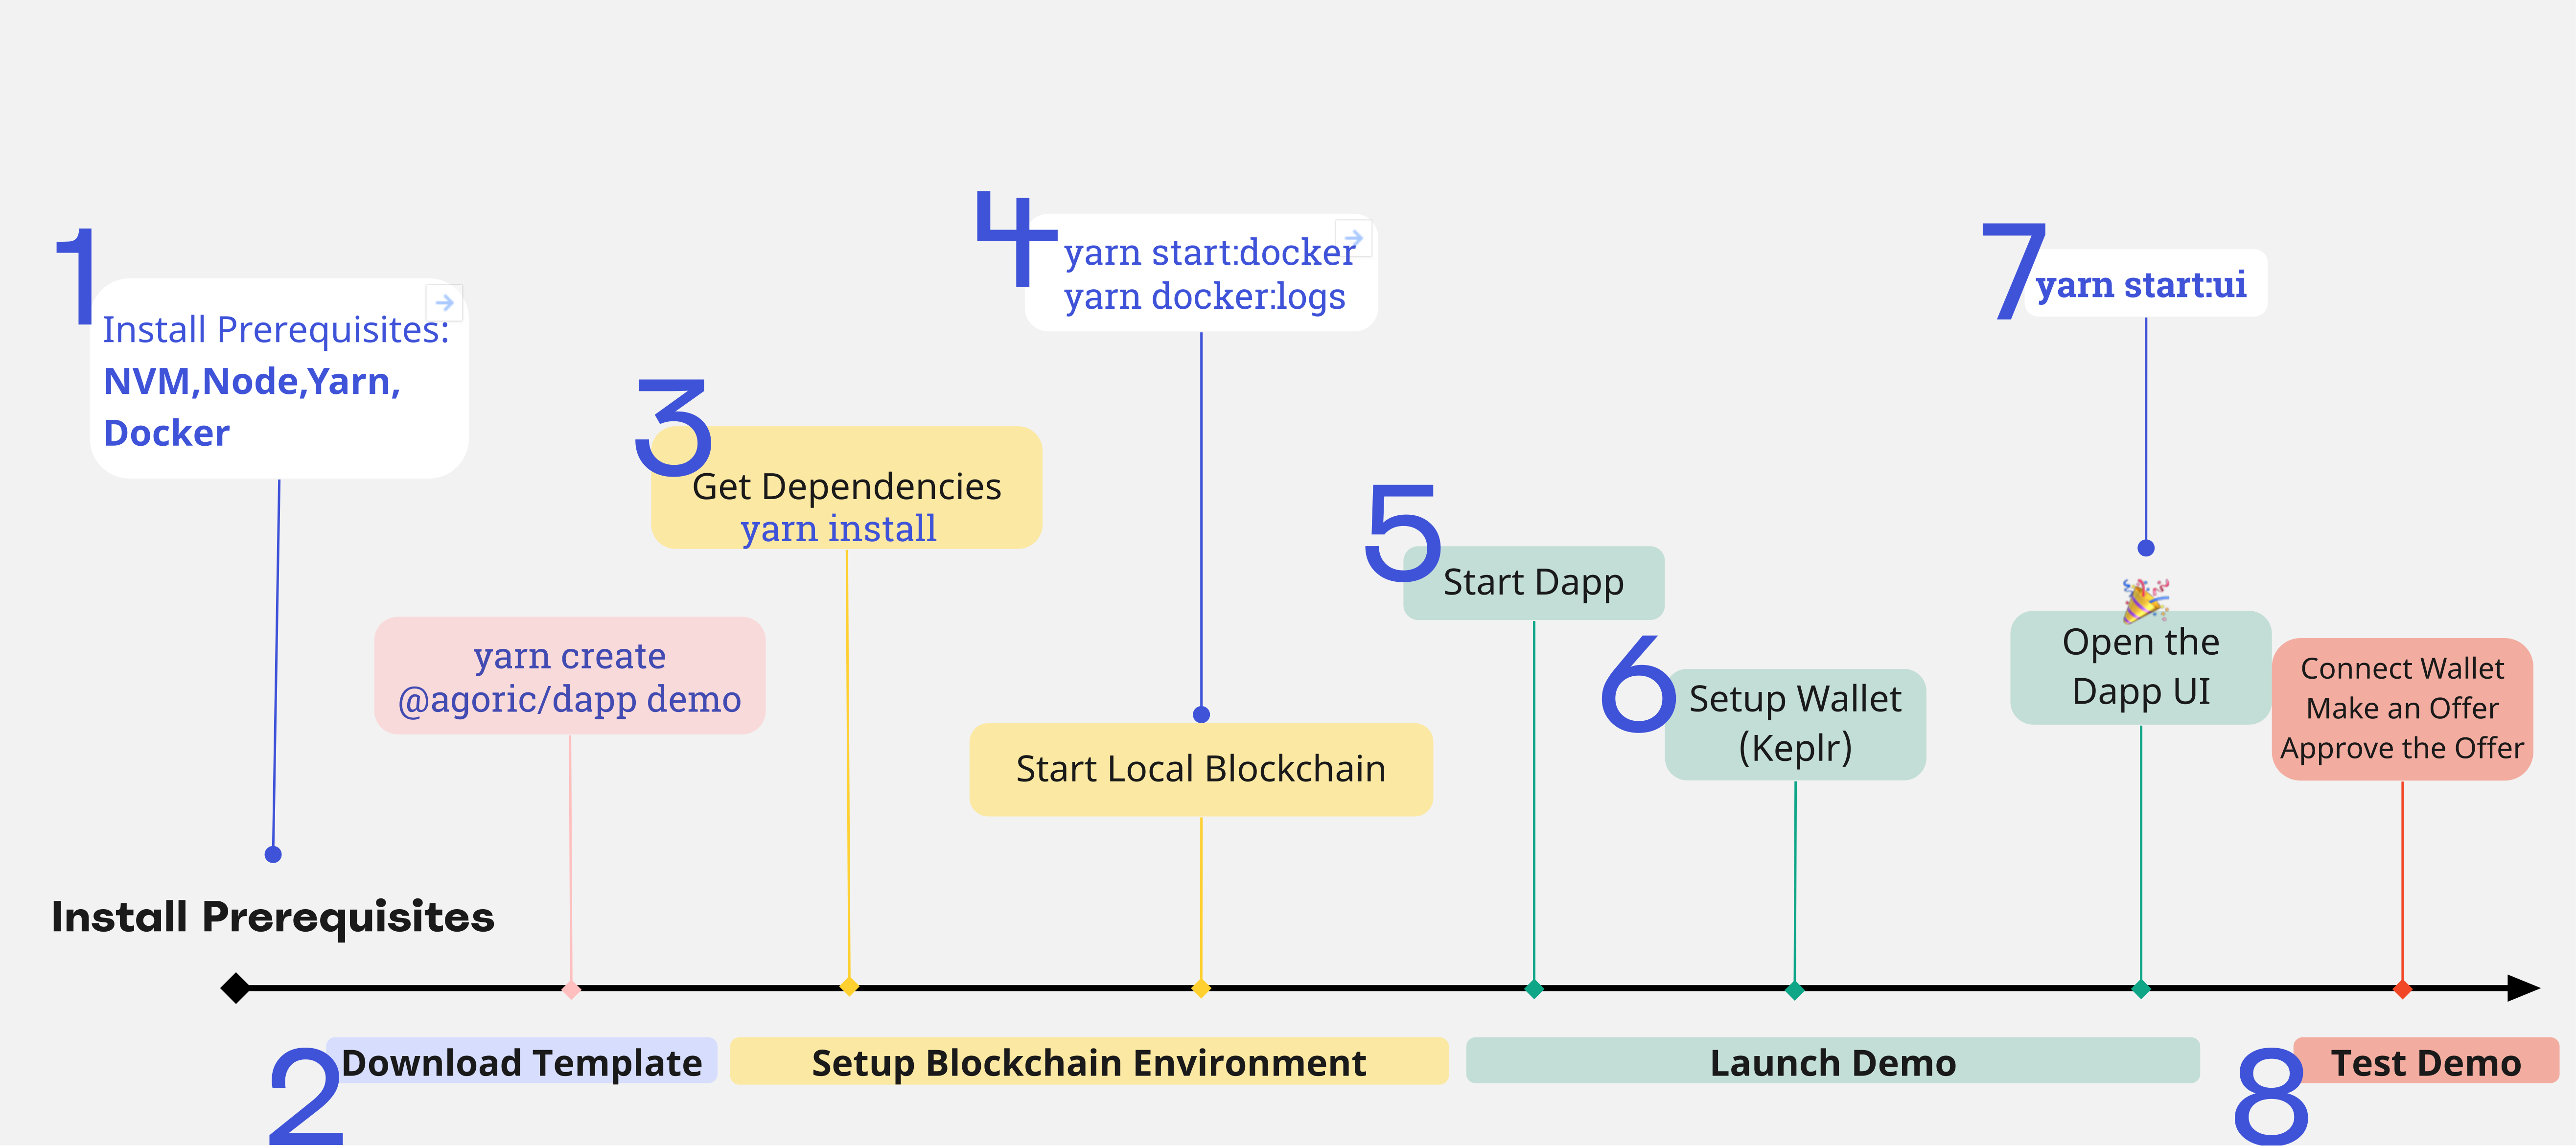 1
Install Prerequisites:
NVM,Node,Yarn,
Docker
Install Prerequisites
yarn create
@agoric/dapp demo
2
Download Template
3
Get Dependencies
yarn install
4
yarn start:docker
yarn docker:logs
Start Local Blockchain
Setup Blockchain Environment
5
Start Dapp
6
Setup Wallet
(Keplr)
7
yarn start:ui
Open the
Dapp UI
Launch Demo
Connect Wallet
Make an Offer
Approve the Offer
8
Test Demo